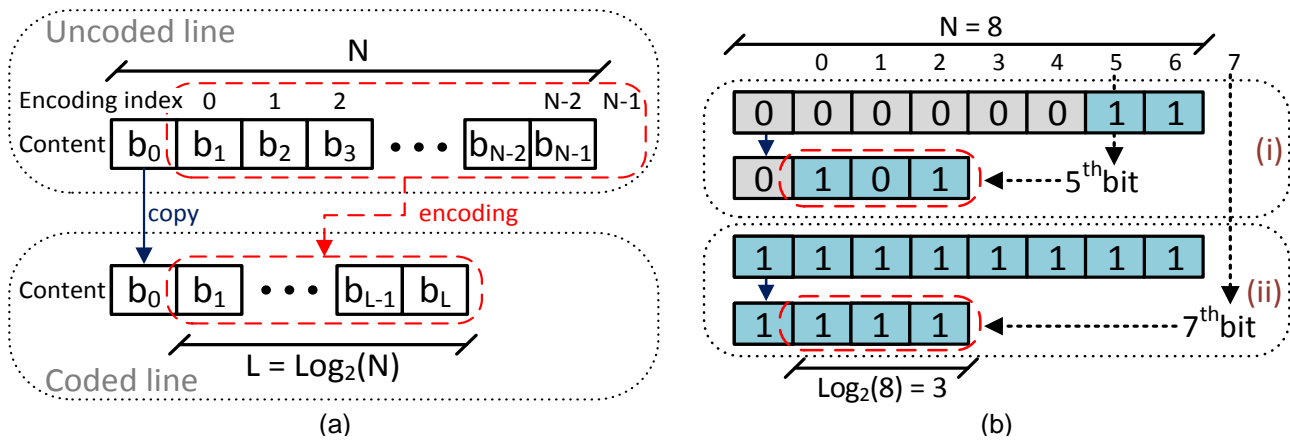 Uncoded line
N
Encoding index 0 1 2 N-2 N-1
Content b0 b1 b2 b3 ••• bN-2 bN-1
copy encoding
Content b0 b1 ••• bL-1 bL
L = Log2(N)
Coded line
(a)
N = 8
0 1 2 3 4 5 6 7
0 0 0 0 0 0 1 1
(i)
0 1 0 1 5th bit
1 1 1 1 1 1 1 1
(ii)
1 1 1 1 7th bit
Log2(8) = 3
(b)